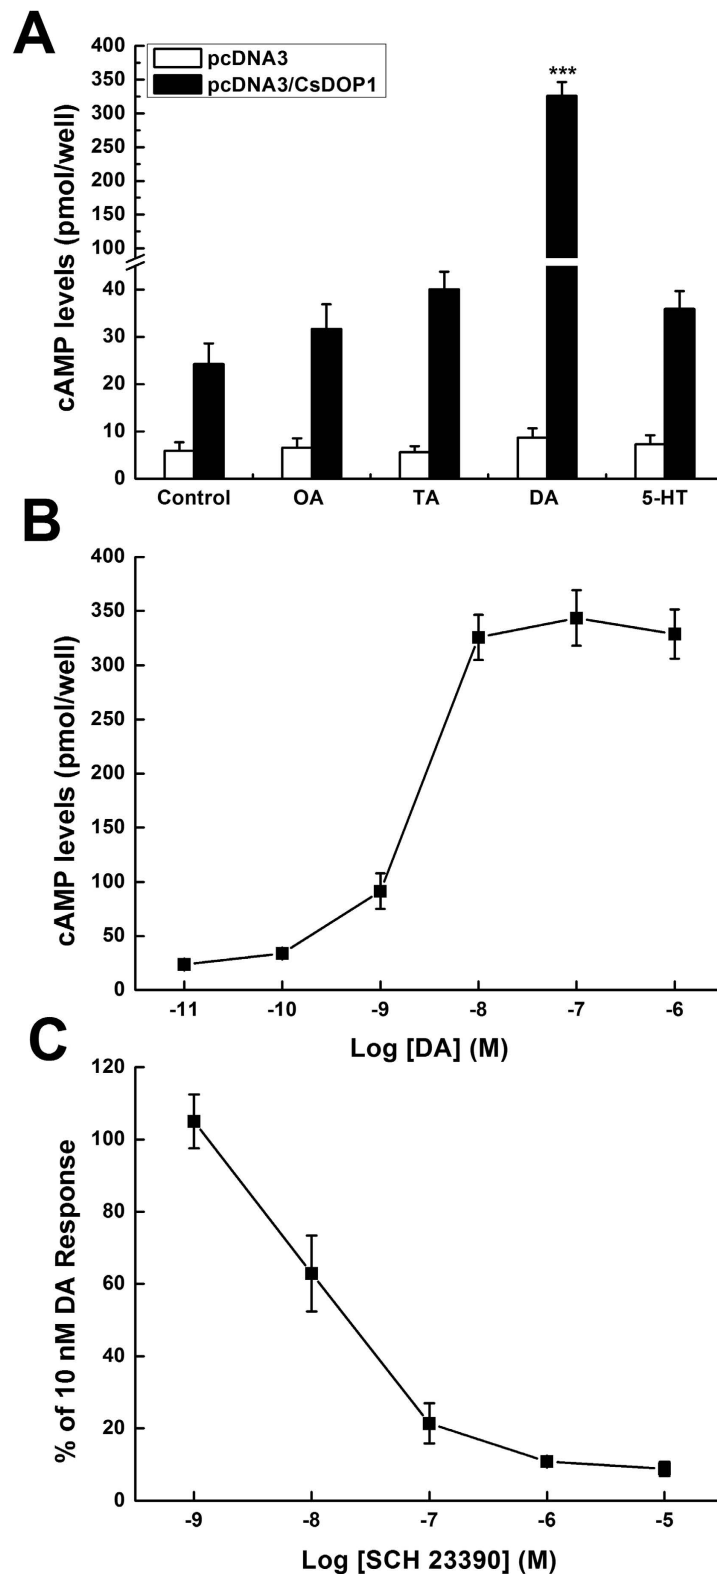 A
pcDNA3
pcDNA3/CsDOP1
***
cAMP levels (pmol/well)
400
350
300
250
200
150
100
40
30
20
10
0
Control OA TA DA 5-HT
B
cAMP levels (pmol/well)
400
350
300
250
200
150
100
50
0
-11 -10 -9 -8 -7 -6
Log [DA] (M)
C
% of 10 nM DA Response
120
100
80
60
40
20
0
-9 -8 -7 -6 -5
Log [SCH 23390] (M)